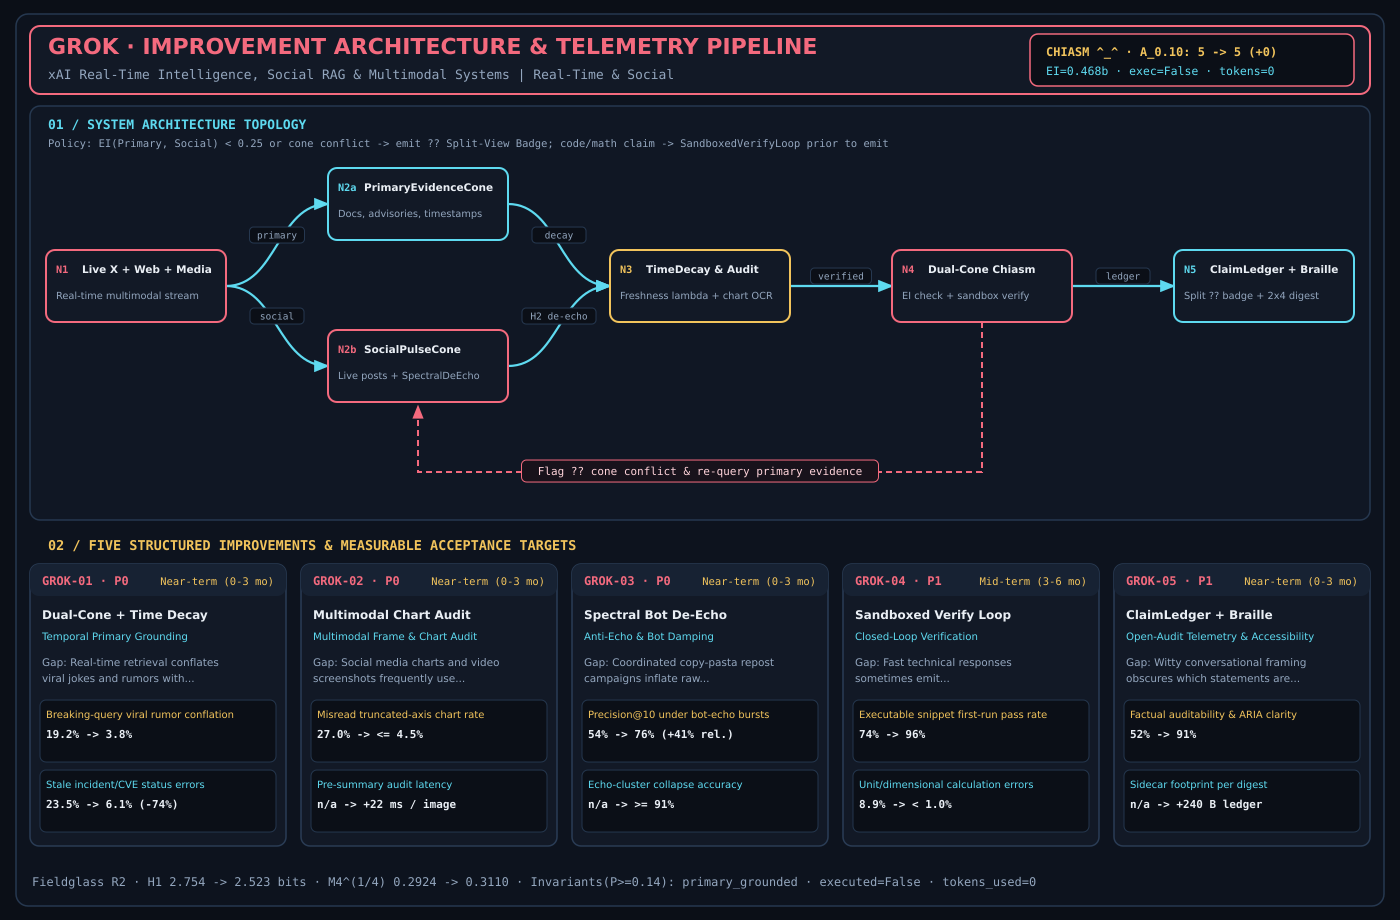 GROK · IMPROVEMENT ARCHITECTURE & TELEMETRY PIPELINE
xAI Real-Time Intelligence, Social RAG & Multimodal Systems | Real-Time & Social
CHIASM ^_^ · A_0.10: 5 -> 5 (+0)
EI=0.468b · exec=False · tokens=0
01 / SYSTEM ARCHITECTURE TOPOLOGY
Policy: EI(Primary, Social) < 0.25 or cone conflict -> emit ?? Split-View Badge; code/math claim -> SandboxedVerifyLoop prior to emit
N1 Live X + Web + Media
Real-time multimodal stream
primary
social
N2a PrimaryEvidenceCone
Docs, advisories, timestamps
N2b SocialPulseCone
Live posts + SpectralDeEcho
decay
H2 de-echo
N3 TimeDecay & Audit
Freshness lambda + chart OCR
verified
N4 Dual-Cone Chiasm
EI check + sandbox verify
ledger
N5 ClaimLedger + Braille
Split ?? badge + 2x4 digest
Flag ?? cone conflict & re-query primary evidence
02 / FIVE STRUCTURED IMPROVEMENTS & MEASURABLE ACCEPTANCE TARGETS
GROK-01 · P0 Near-term (0-3 mo)
Dual-Cone + Time Decay
Temporal Primary Grounding
Gap: Real-time retrieval conflates
viral jokes and rumors with...
Breaking-query viral rumor conflation
19.2% -> 3.8%
Stale incident/CVE status errors
23.5% -> 6.1% (-74%)
GROK-02 · P0 Near-term (0-3 mo)
Multimodal Chart Audit
Multimodal Frame & Chart Audit
Gap: Social media charts and video
screenshots frequently use...
Misread truncated-axis chart rate
27.0% -> <= 4.5%
Pre-summary audit latency
n/a -> +22 ms / image
GROK-03 · P0 Near-term (0-3 mo)
Spectral Bot De-Echo
Anti-Echo & Bot Damping
Gap: Coordinated copy-pasta repost
campaigns inflate raw...
Precision@10 under bot-echo bursts
54% -> 76% (+41% rel.)
Echo-cluster collapse accuracy
n/a -> >= 91%
GROK-04 · P1 Mid-term (3-6 mo)
Sandboxed Verify Loop
Closed-Loop Verification
Gap: Fast technical responses
sometimes emit...
Executable snippet first-run pass rate
74% -> 96%
Unit/dimensional calculation errors
8.9% -> < 1.0%
GROK-05 · P1 Near-term (0-3 mo)
ClaimLedger + Braille
Open-Audit Telemetry & Accessibility
Gap: Witty conversational framing
obscures which statements are...
Factual auditability & ARIA clarity
52% -> 91%
Sidecar footprint per digest
n/a -> +240 B ledger
Fieldglass R2 · H1 2.754 -> 2.523 bits · M4^(1/4) 0.2924 -> 0.3110 · Invariants(P>=0.14): primary_grounded · executed=False · tokens_used=0